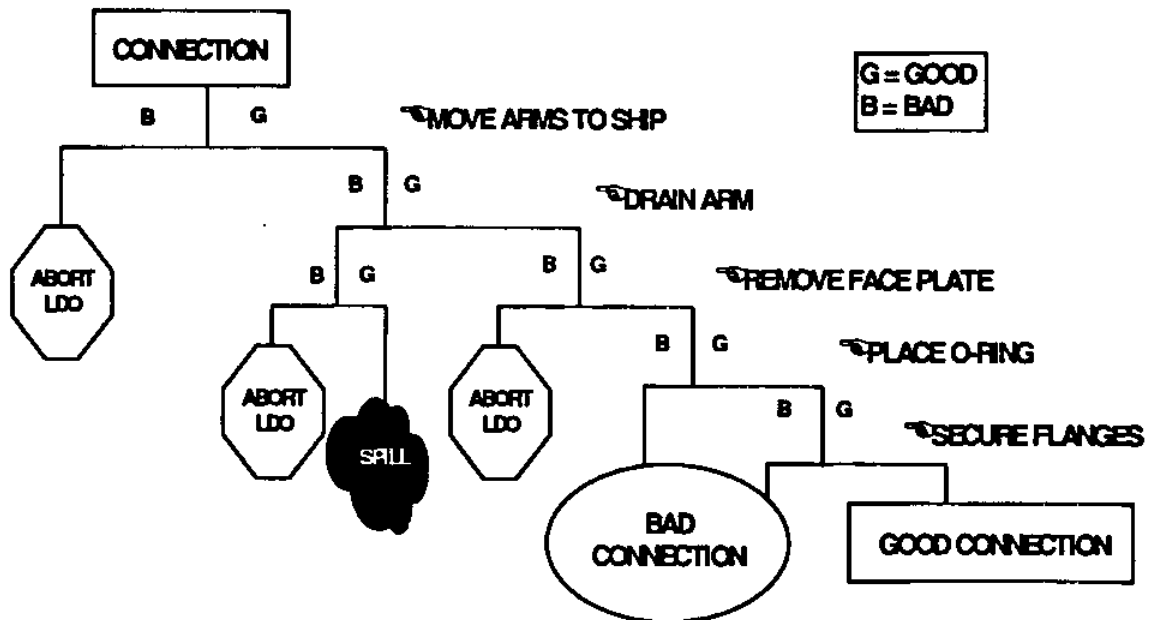 CONNECTION
G = GOOD
B = BAD
B G
MOVE ARMS TO SHIP
B G
DRAIN ARM
ABORT
LDO
B G
B G
REMOVE FACE PLATE
B G
PLACE O-RING
ABORT
LDO
SPILL
ABORT
LDO
B G
SECURE FLANGES
BAD
CONNECTION
GOOD CONNECTION